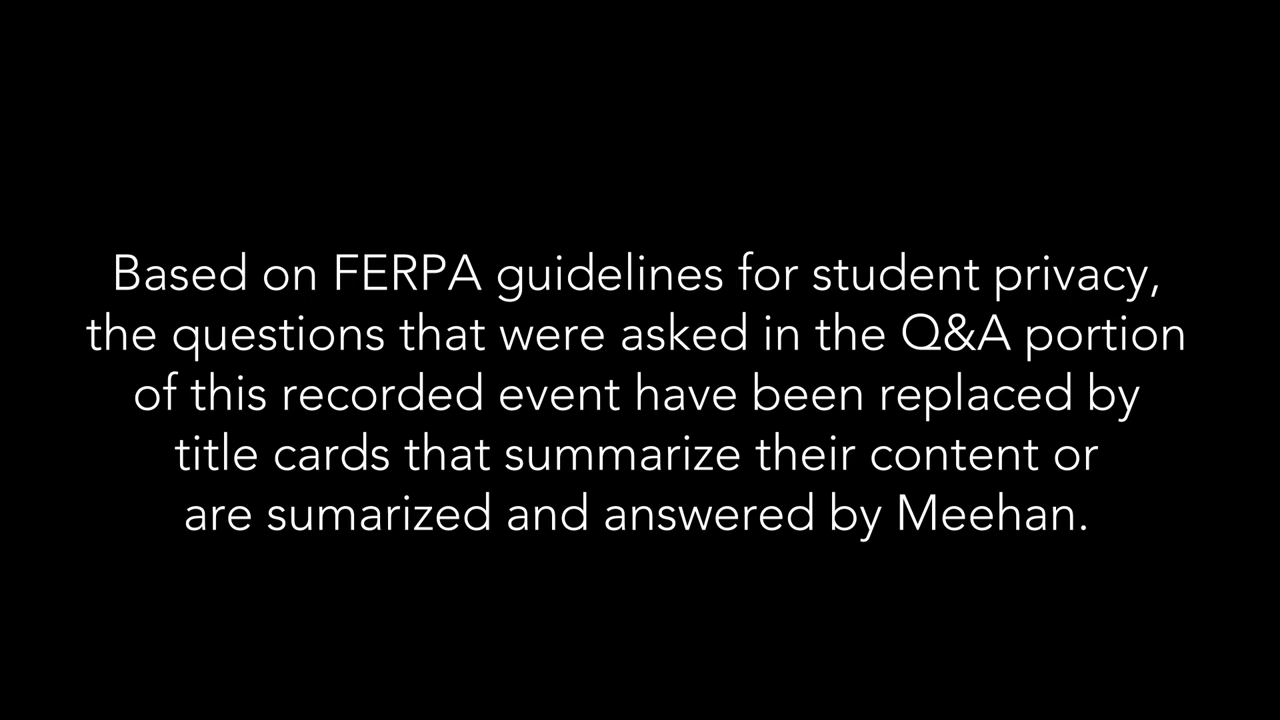 Based on FERPA guidelines for student privacy,
the questions that were asked in the Q&A portion
of this recorded event have been replaced by
title cards that summarize their content or
are sumarized and answered by Meehan.